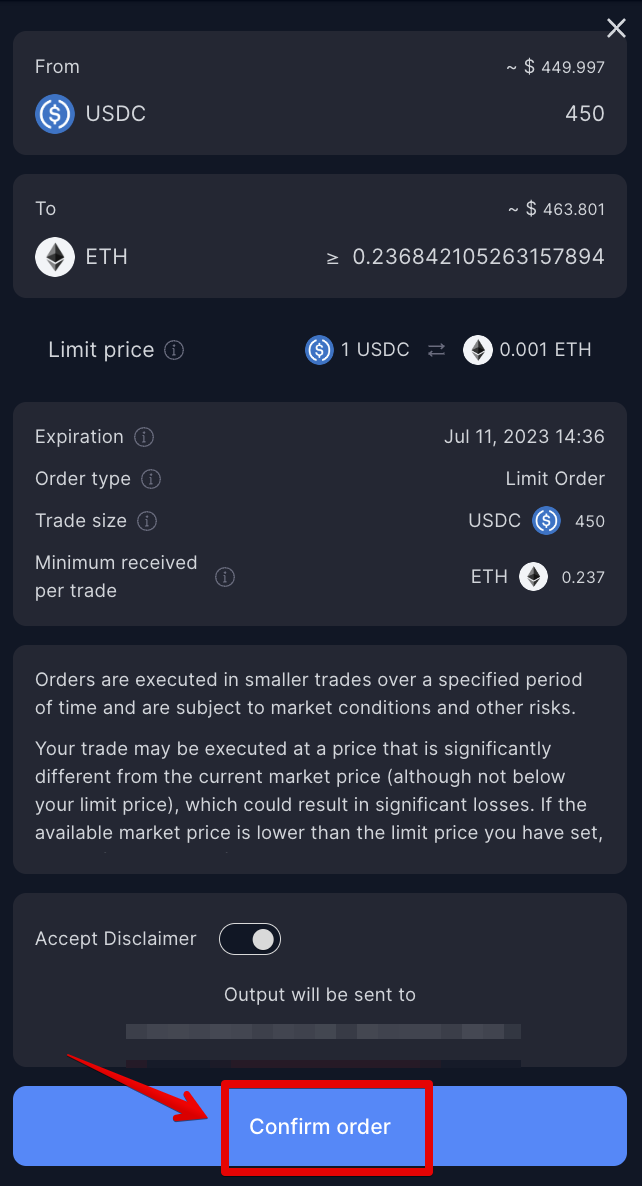 From ~ $ 449.997
USDC 450
To ~ $ 463.801
ETH ≥ 0.236842105263157894
Limit price 1 USDC ⇄ 0.001 ETH
Expiration Jul 11, 2023 14:36
Order type Limit Order
Trade size USDC 450
Minimum received
per trade ETH 0.237
Orders are executed in smaller trades over a specified period
of time and are subject to market conditions and other risks.
Your trade may be executed at a price that is significantly
different from the current market price (although not below
your limit price), which could result in significant losses. If the
available market price is lower than the limit price you have set,
Accept Disclaimer
Output will be sent to
Confirm order